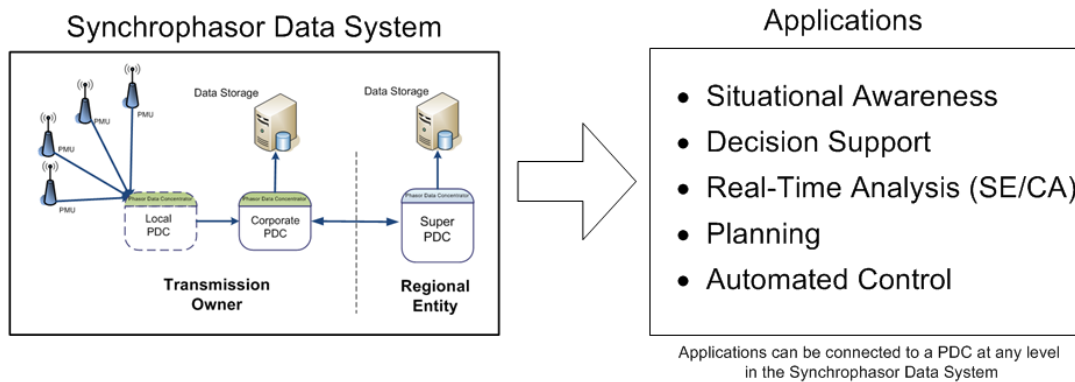 Synchrophasor Data System
PMU
PMU
PMU
PMU
Data Storage
Data Storage
Phasor Data Concentrator
Local
PDC
Phasor Data Concentrator
Corporate
PDC
Phasor Data Concentrator
Super
PDC
Transmission
Owner
Regional
Entity
Applications
• Situational Awareness
• Decision Support
• Real-Time Analysis (SE/CA)
• Planning
• Automated Control
Applications can be connected to a PDC at any level
in the Synchrophasor Data System